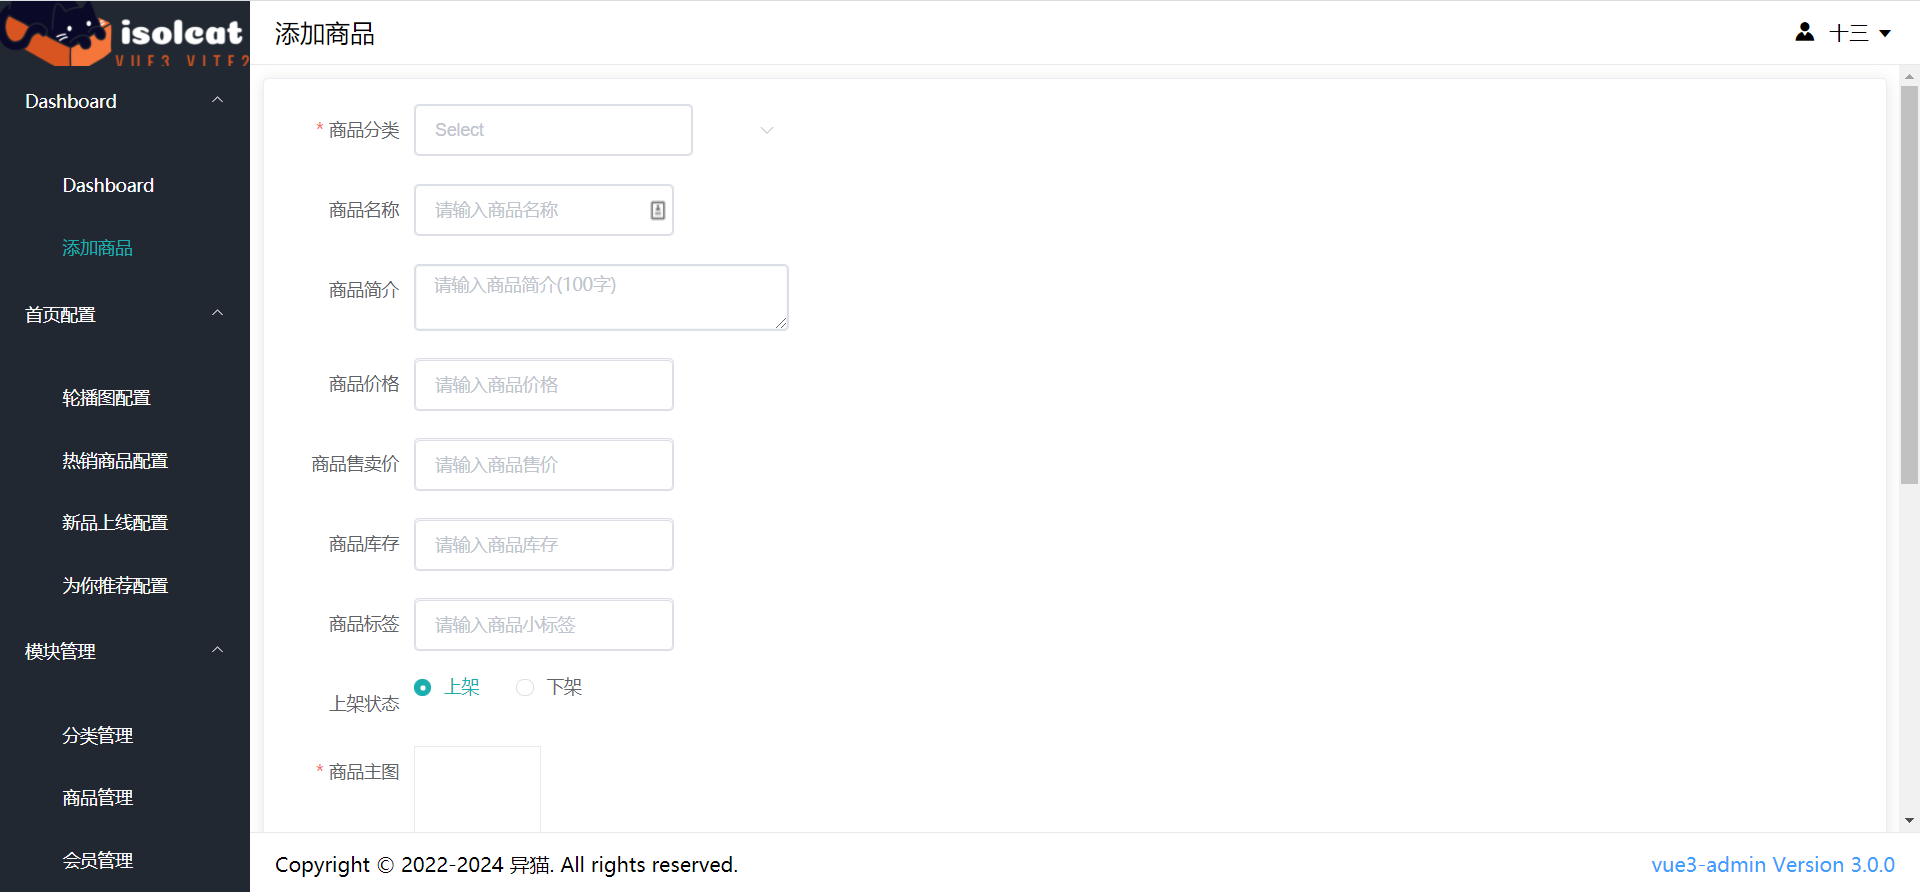 isolcat
VUE3 VITE2
Dashboard
Dashboard
添加商品
首页配置
轮播图配置
热销商品配置
新品上线配置
为你推荐配置
模块管理
分类管理
商品管理
会员管理
添加商品
十三
* 商品分类 Select
商品名称 请输入商品名称
商品简介 请输入商品简介(100字)
商品价格 请输入商品价格
商品售卖价 请输入商品售价
商品库存 请输入商品库存
商品标签 请输入商品小标签
上架状态 上架 下架
* 商品主图
Copyright © 2022-2024 异猫. All rights reserved.
vue3-admin Version 3.0.0